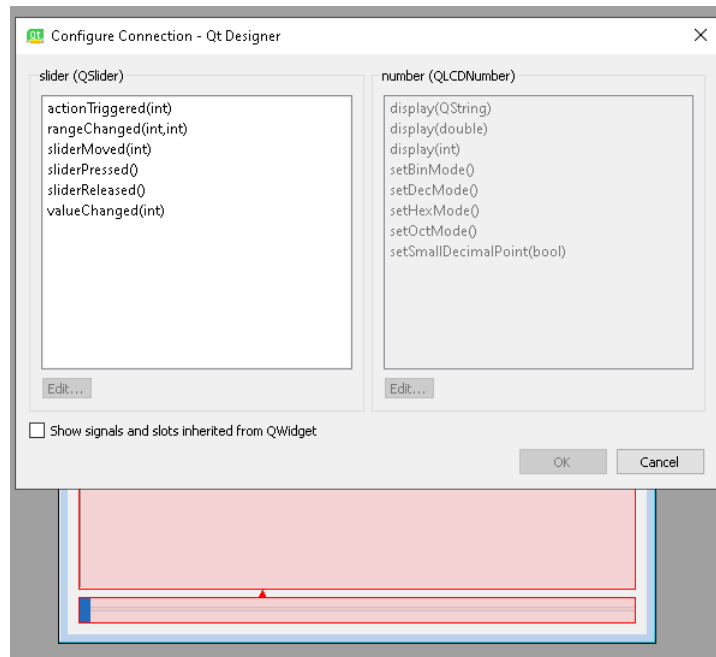 Qt Configure Connection - Qt Designer
slider (QSlider)
actionTriggered(int)
rangeChanged(int,int)
sliderMoved(int)
sliderPressed()
sliderReleased()
valueChanged(int)
Edit...
number (QLCDNumber)
display(QString)
display(double)
display(int)
setBinMode()
setDecMode()
setHexMode()
setOctMode()
setSmallDecimalPoint(bool)
Edit...
Show signals and slots inherited from QWidget
OK Cancel